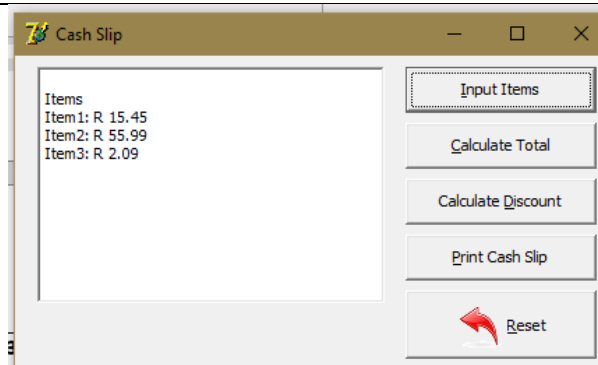 Cash Slip
Items
Item1: R 15.45
Item2: R 55.99
Item3: R 2.09
Input Items
Calculate Total
Calculate Discount
Print Cash Slip
Reset